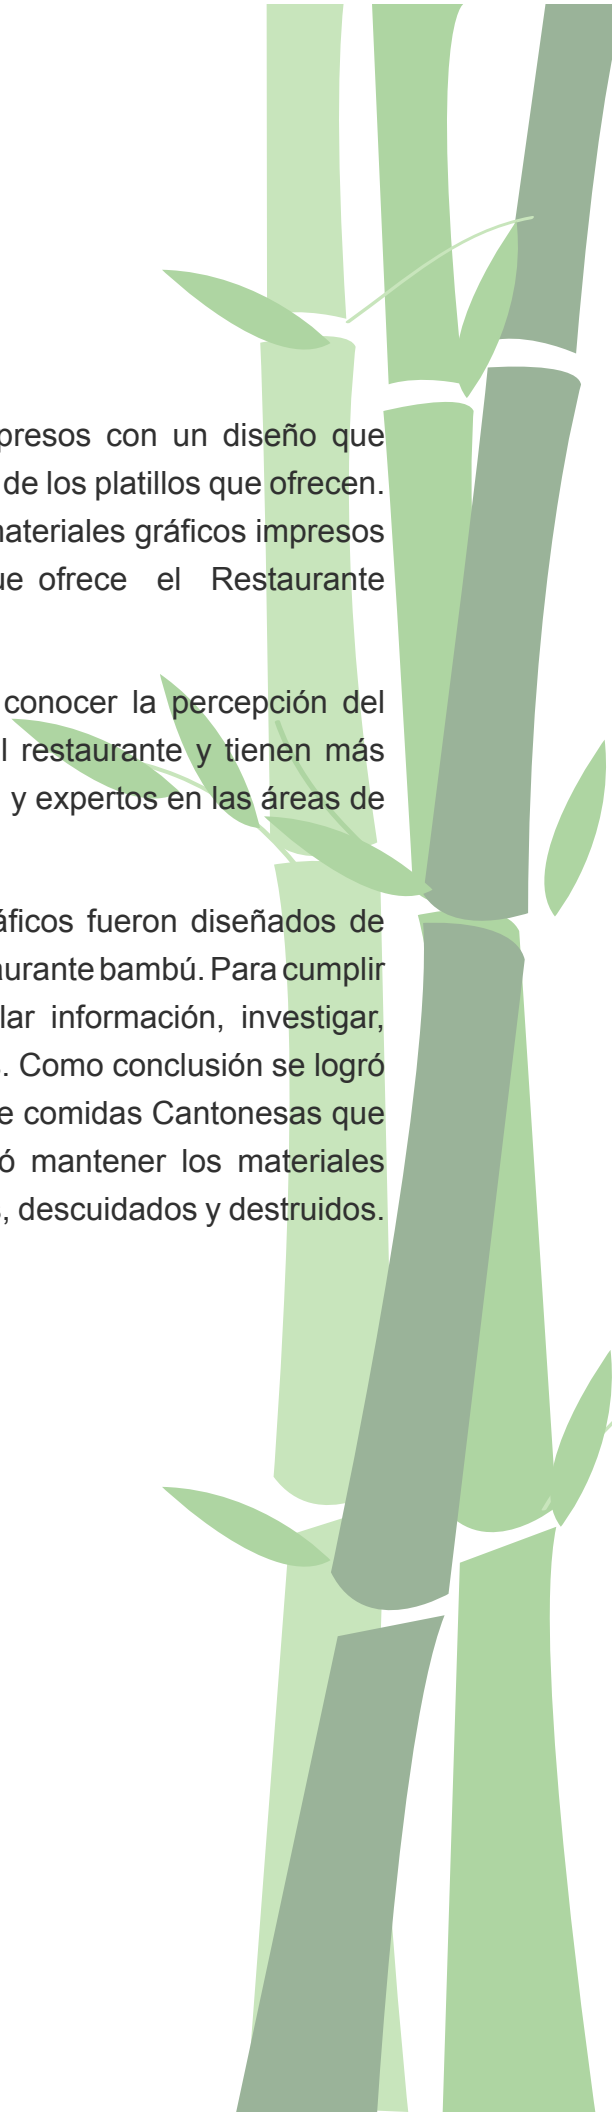 presos con un diseño que
de los platillos que ofrecen.
materiales gráficos impresos
ue ofrece el Restaurante
conocer la percepción del
l restaurante y tienen más
y expertos en las áreas de
áficos fueron diseñados de
aurante bambú. Para cumplir
lar información, investigar,
. Como conclusión se logró
e comidas Cantonesas que
ó mantener los materiales
s, descuidados y destruidos.